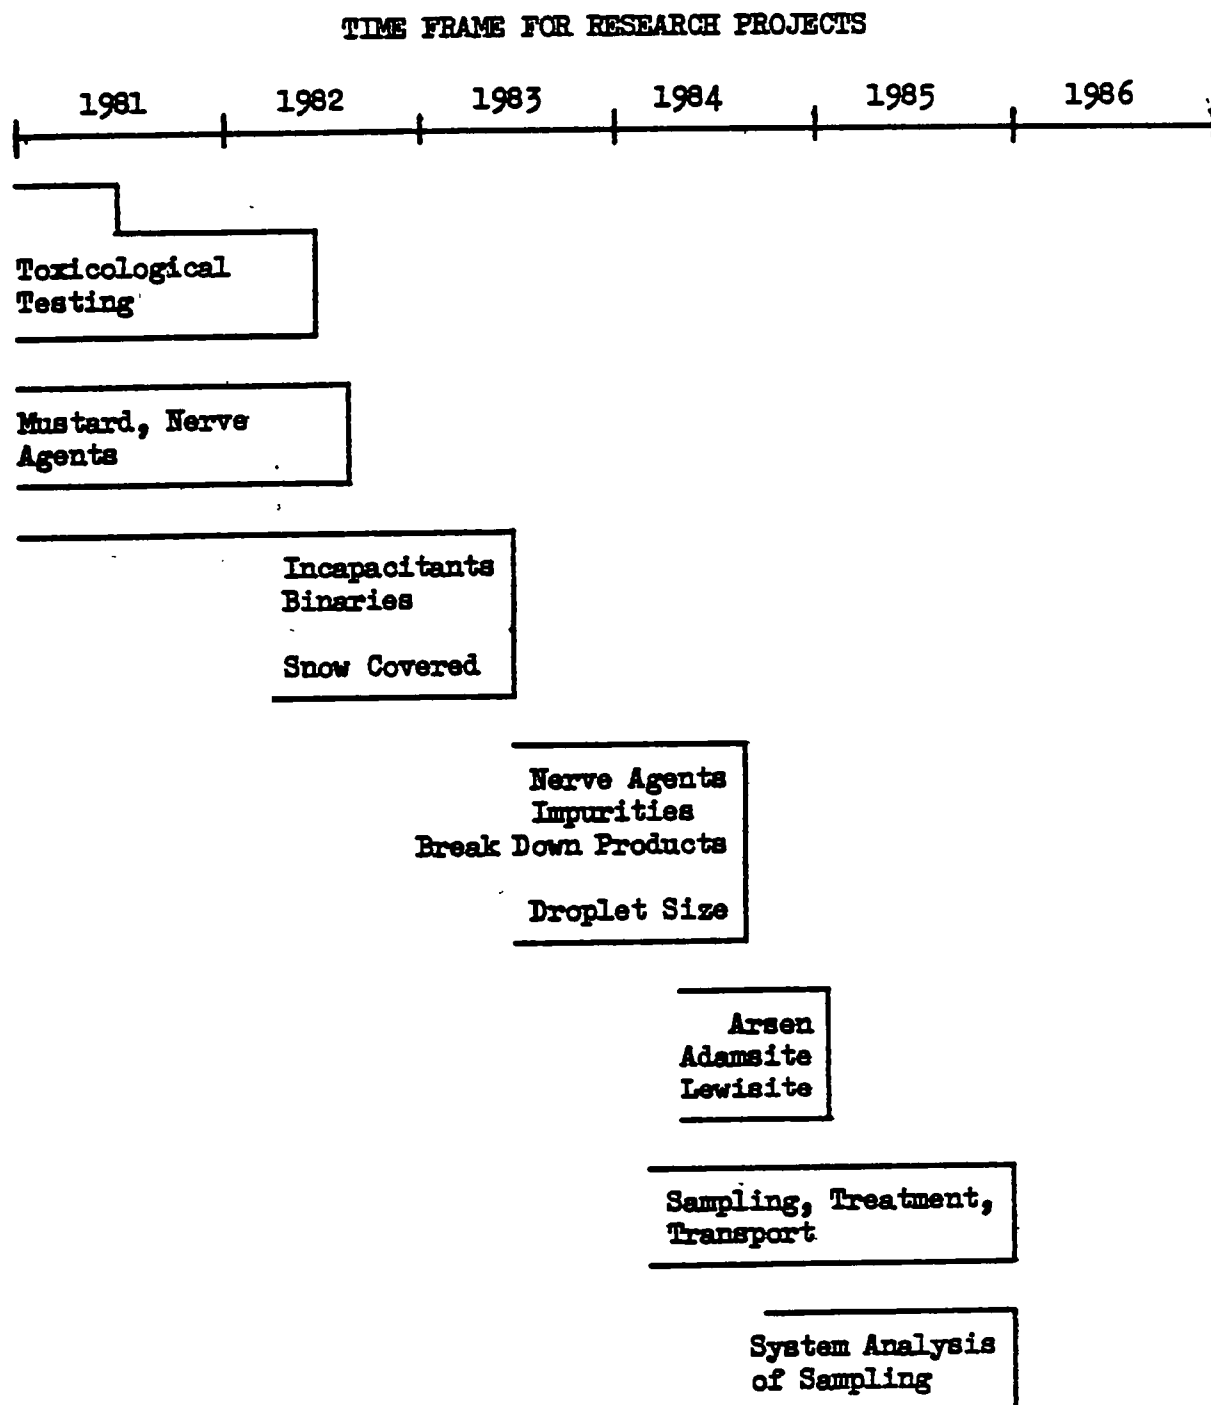 TIME FRAME FOR RESEARCH PROJECTS
1981 1982 1983 1984 1985 1986
Toxicological
Testing
Mustard, Nerve
Agents
Incapacitants
Binaries
Snow Covered
Nerve Agents
Impurities
Break Down Products
Droplet Size
Arsen
Adamsite
Lewisite
Sampling, Treatment,
Transport
System Analysis
of Sampling